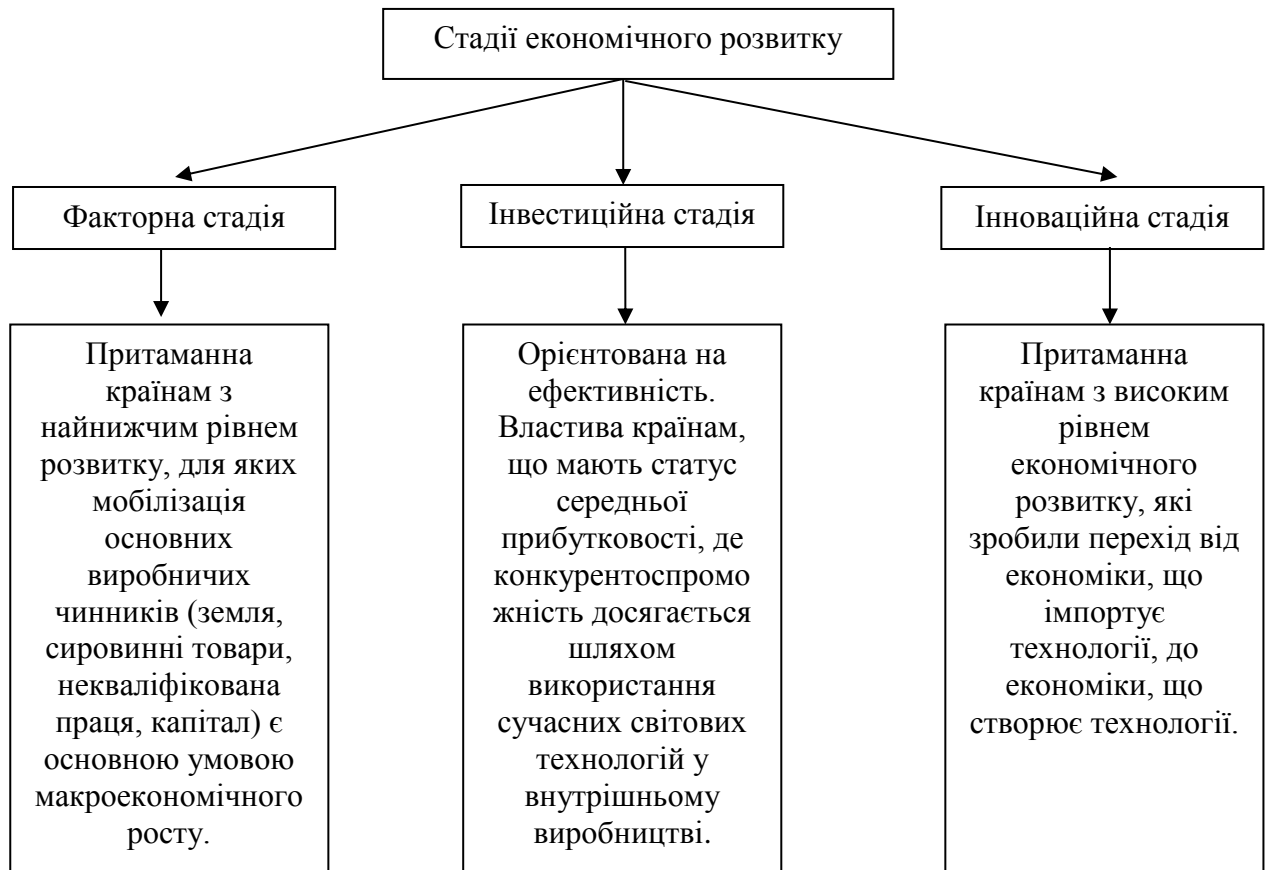 Стадії економічного розвитку
Факторна стадія
Інвестиційна стадія
Інноваційна стадія
Притаманна
країнам з
найнижчим рівнем
розвитку, для яких
мобілізація
основних
виробничих
чинників (земля,
сировинні товари,
некваліфікована
праця, капітал) є
основною умовою
макроекономічного
росту.
Орієнтована на
ефективність.
Властива країнам,
що мають статус
середньої
прибутковості, де
конкурентоспромо
жність досягається
шляхом
використання
сучасних світових
технологій у
внутрішньому
виробництві.
Притаманна
країнам з високим
рівнем
економічного
розвитку, які
зробили перехід від
економіки, що
імпортує
технології, до
економіки, що
створює технології.